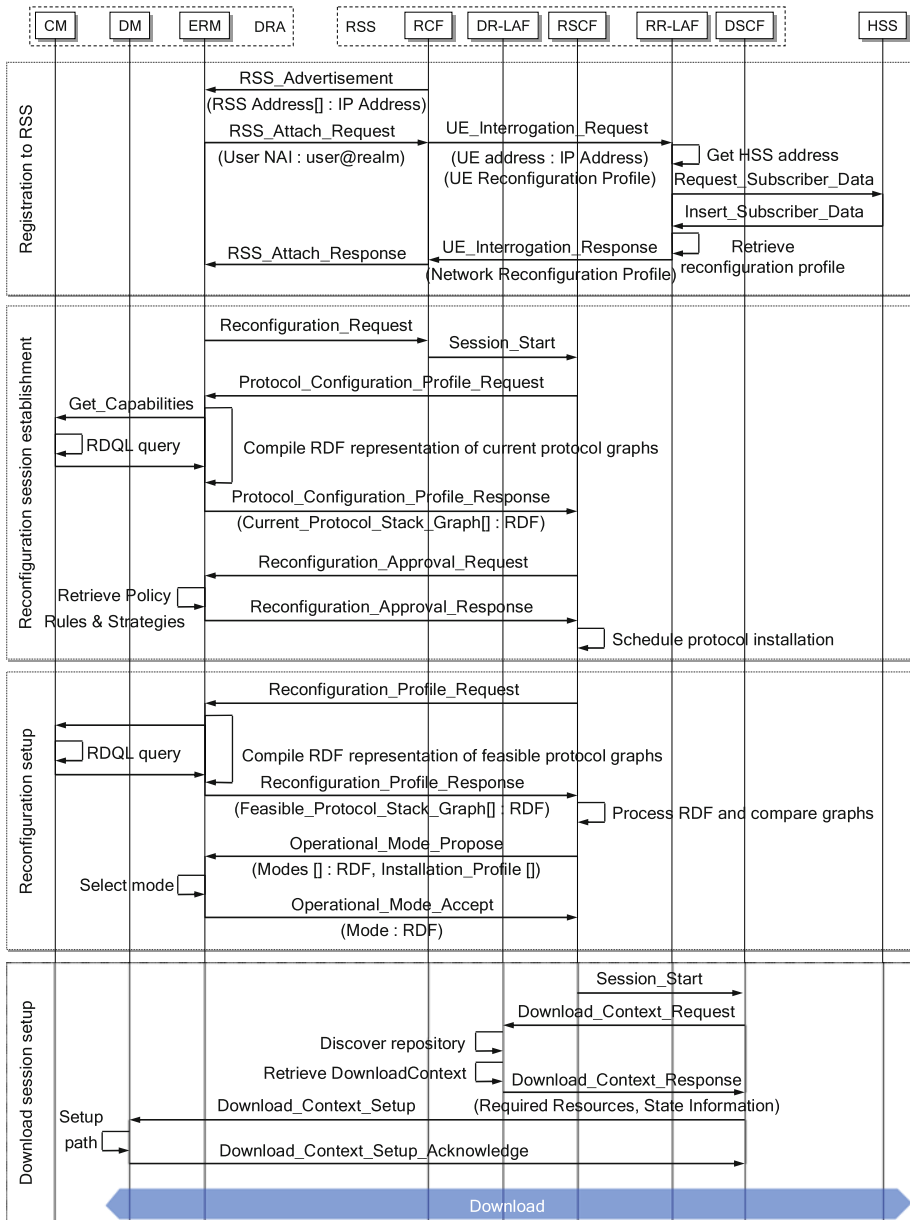 CM DM ERM DRA RSS RCF DR-LAF RSCF RR-LAF DSCF HSS
Registration to RSS
RSS_Advertisement
(RSS Address[] : IP Address)
RSS_Attach_Request
UE_Interrogation_Request
(User NAI : user@realm)
(UE address : IP Address)
Get HSS address
(UE Reconfiguration Profile)
Request_Subscriber_Data
Insert_Subscriber_Data
RSS_Attach_Response
UE_Interrogation_Response
Retrieve
reconfiguration profile
(Network Reconfiguration Profile)
Reconfiguration session establishment
Reconfiguration_Request
Session_Start
Protocol_Configuration_Profile_Request
Get_Capabilities
RDQL query
Compile RDF representation of current protocol graphs
Protocol_Configuration_Profile_Response
(Current_Protocol_Stack_Graph[] : RDF)
Reconfiguration_Approval_Request
Retrieve Policy
Rules & Strategies
Reconfiguration_Approval_Response
Schedule protocol installation
Reconfiguration setup
Reconfiguration_Profile_Request
RDQL query
Compile RDF representation of feasible protocol graphs
Reconfiguration_Profile_Response
(Feasible_Protocol_Stack_Graph[] : RDF)
Process RDF and compare graphs
Operational_Mode_Propose
(Modes [] : RDF, Installation_Profile [])
Select mode
Operational_Mode_Accept
(Mode : RDF)
Download session setup
Session_Start
Download_Context_Request
Discover repository
Retrieve DownloadContext
Download_Context_Response
(Required Resources, State Information)
Download_Context_Setup
Setup
path
Download_Context_Setup_Acknowledge
Download